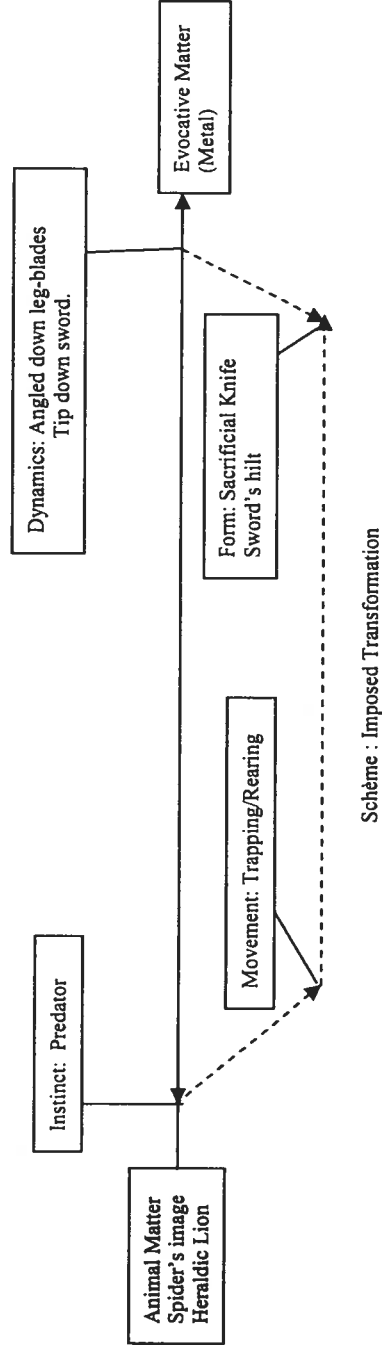 Animal Matter
Spider's image
Heraldic Lion
Instinct: Predator
Movement: Trapping/Rearing
Dynamics: Angled down leg-blades
Tip down sword.
Form: Sacrificial Knife
Sword's hilt
Evocative Matter
(Metal)
Schème : Imposed Transformation